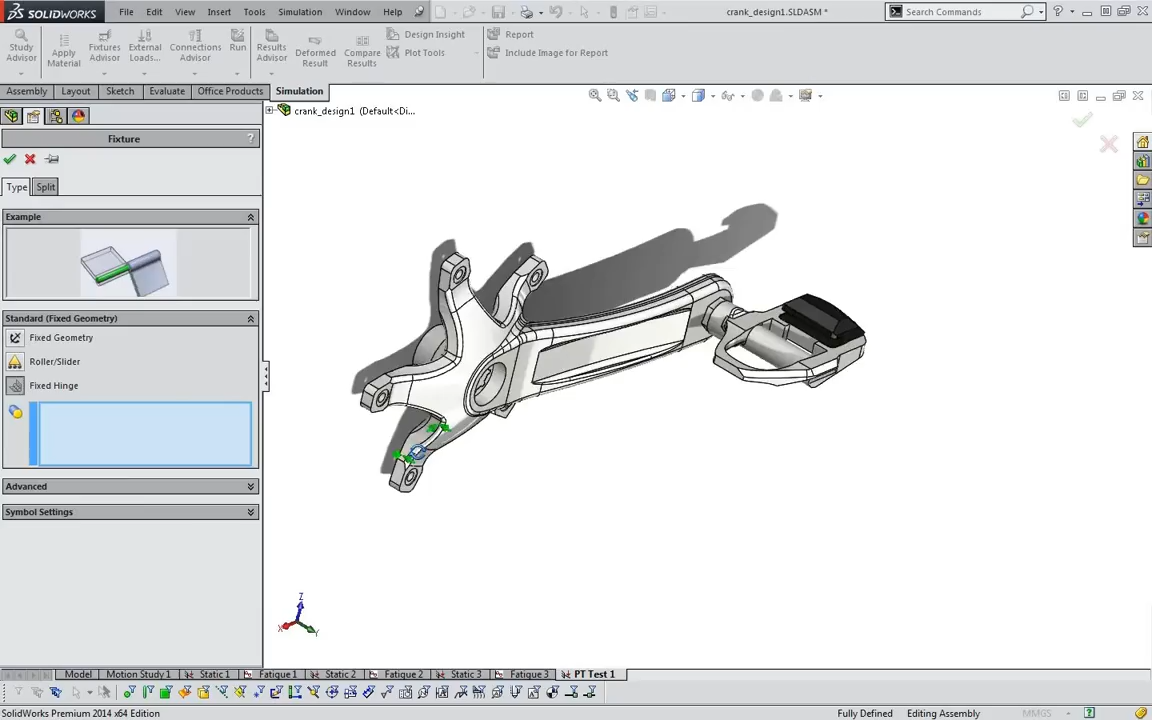 SOLIDWORKS File Edit View Insert Tools Simulation Window Help crank_design1.SLDASM * Search Commands
Study Advisor Apply Material Fixtures Advisor External Loads... Connections Advisor Run Results Advisor Deformed Result Compare Results Design Insight Plot Tools Report Include Image for Report
Assembly Layout Sketch Evaluate Office Products Simulation
crank_design1 (Default<Di...
Fixture ?
Type Split
Example
Standard (Fixed Geometry)
Fixed Geometry
Roller/Slider
Fixed Hinge
Advanced
Symbol Settings
Z
X Y
Model Motion Study 1 Static 1 Fatigue 1 Static 2 Fatigue 2 Static 3 Fatigue 3 PT Test 1
SolidWorks Premium 2014 x64 Edition Fully Defined Editing Assembly MMGS ?